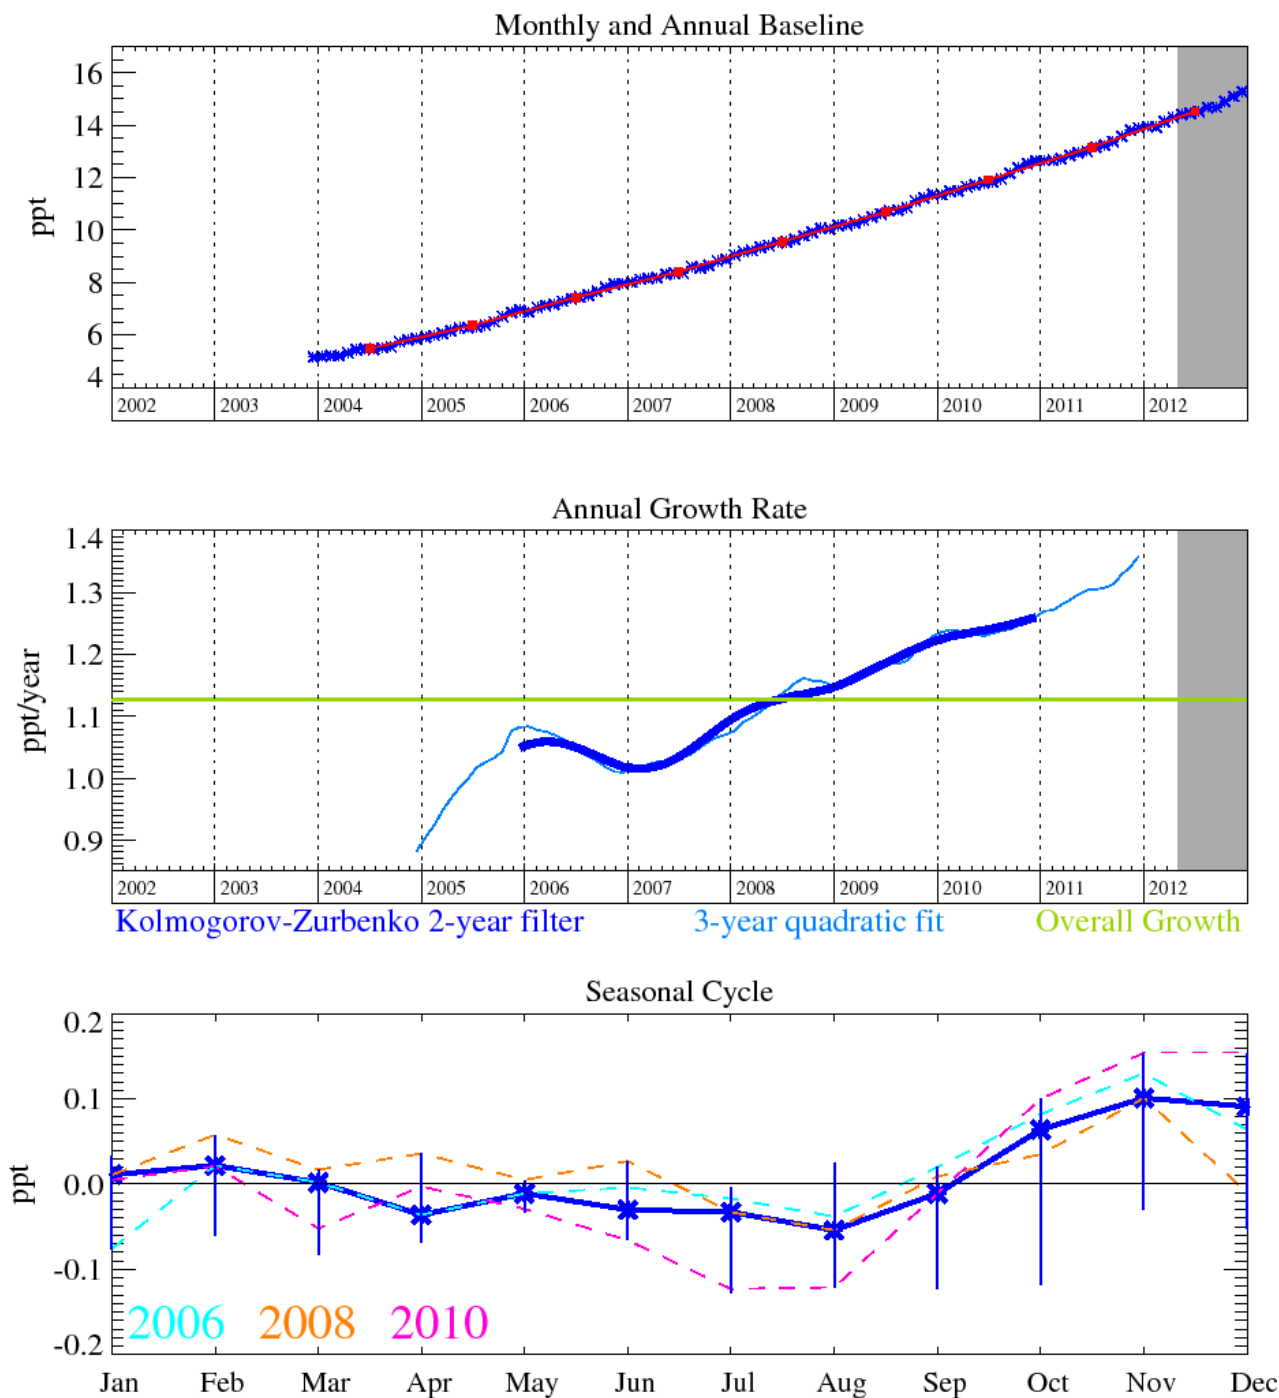 Monthly and Annual Baseline
16
14
12
10
8
6
4
ppt
2002 2003 2004 2005 2006 2007 2008 2009 2010 2011 2012
Annual Growth Rate
1.4
1.3
1.2
1.1
1.0
0.9
ppt/year
2002 2003 2004 2005 2006 2007 2008 2009 2010 2011 2012
Kolmogorov-Zurbenko 2-year filter 3-year quadratic fit Overall Growth
Seasonal Cycle
0.2
0.1
0.0
-0.1
-0.2
ppt
2006 2008 2010
Jan Feb Mar Apr May Jun Jul Aug Sep Oct Nov Dec